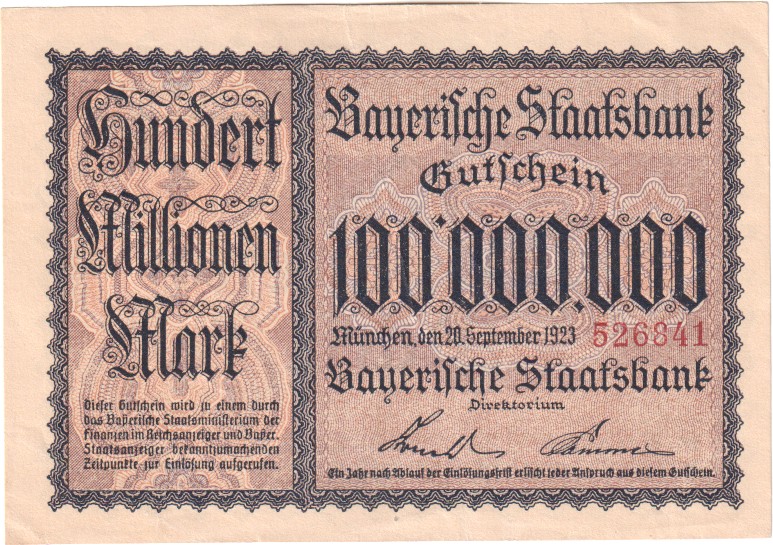 Hundert
Millionen
Mark
Dieser Gutschein wird zu einem durch
das Bayerische Staatsministerium der
Finanzen im Reichsanzeiger und Bayer.
Staatsanzeiger bekanntzumachenden
Zeitpunkte zur Einlösung aufgerufen.
Bayerische Staatsbank
Gutschein
100'000.000
München, den 20. September 1923 526841
Bayerische Staatsbank
Direktorium
Ein Jahr nach Ablauf der Einlösungsfrist erlischt jeder Anspruch aus diesem Gutschein.